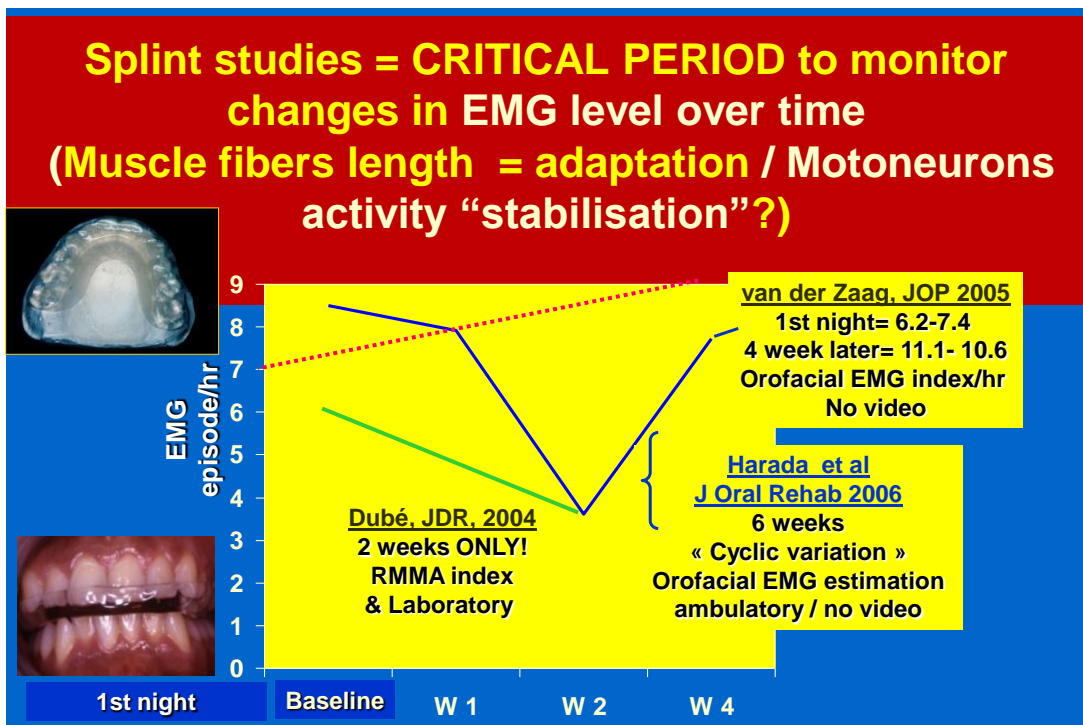 Splint studies = CRITICAL PERIOD to monitor
changes in EMG level over time
(Muscle fibers length = adaptation / Motoneurons
activity “stabilisation”?)
9
8
7
6
5
4
3
2
1
0
EMG
episode/hr
van der Zaag, JOP 2005
1st night= 6.2-7.4
4 week later= 11.1- 10.6
Orofacial EMG index/hr
No video
Harada et al
J Oral Rehab 2006
6 weeks
« Cyclic variation »
Orofacial EMG estimation
ambulatory / no video
Dubé, JDR, 2004
2 weeks ONLY!
RMMA index
& Laboratory
1st night
Baseline
W 1
W 2
W 4